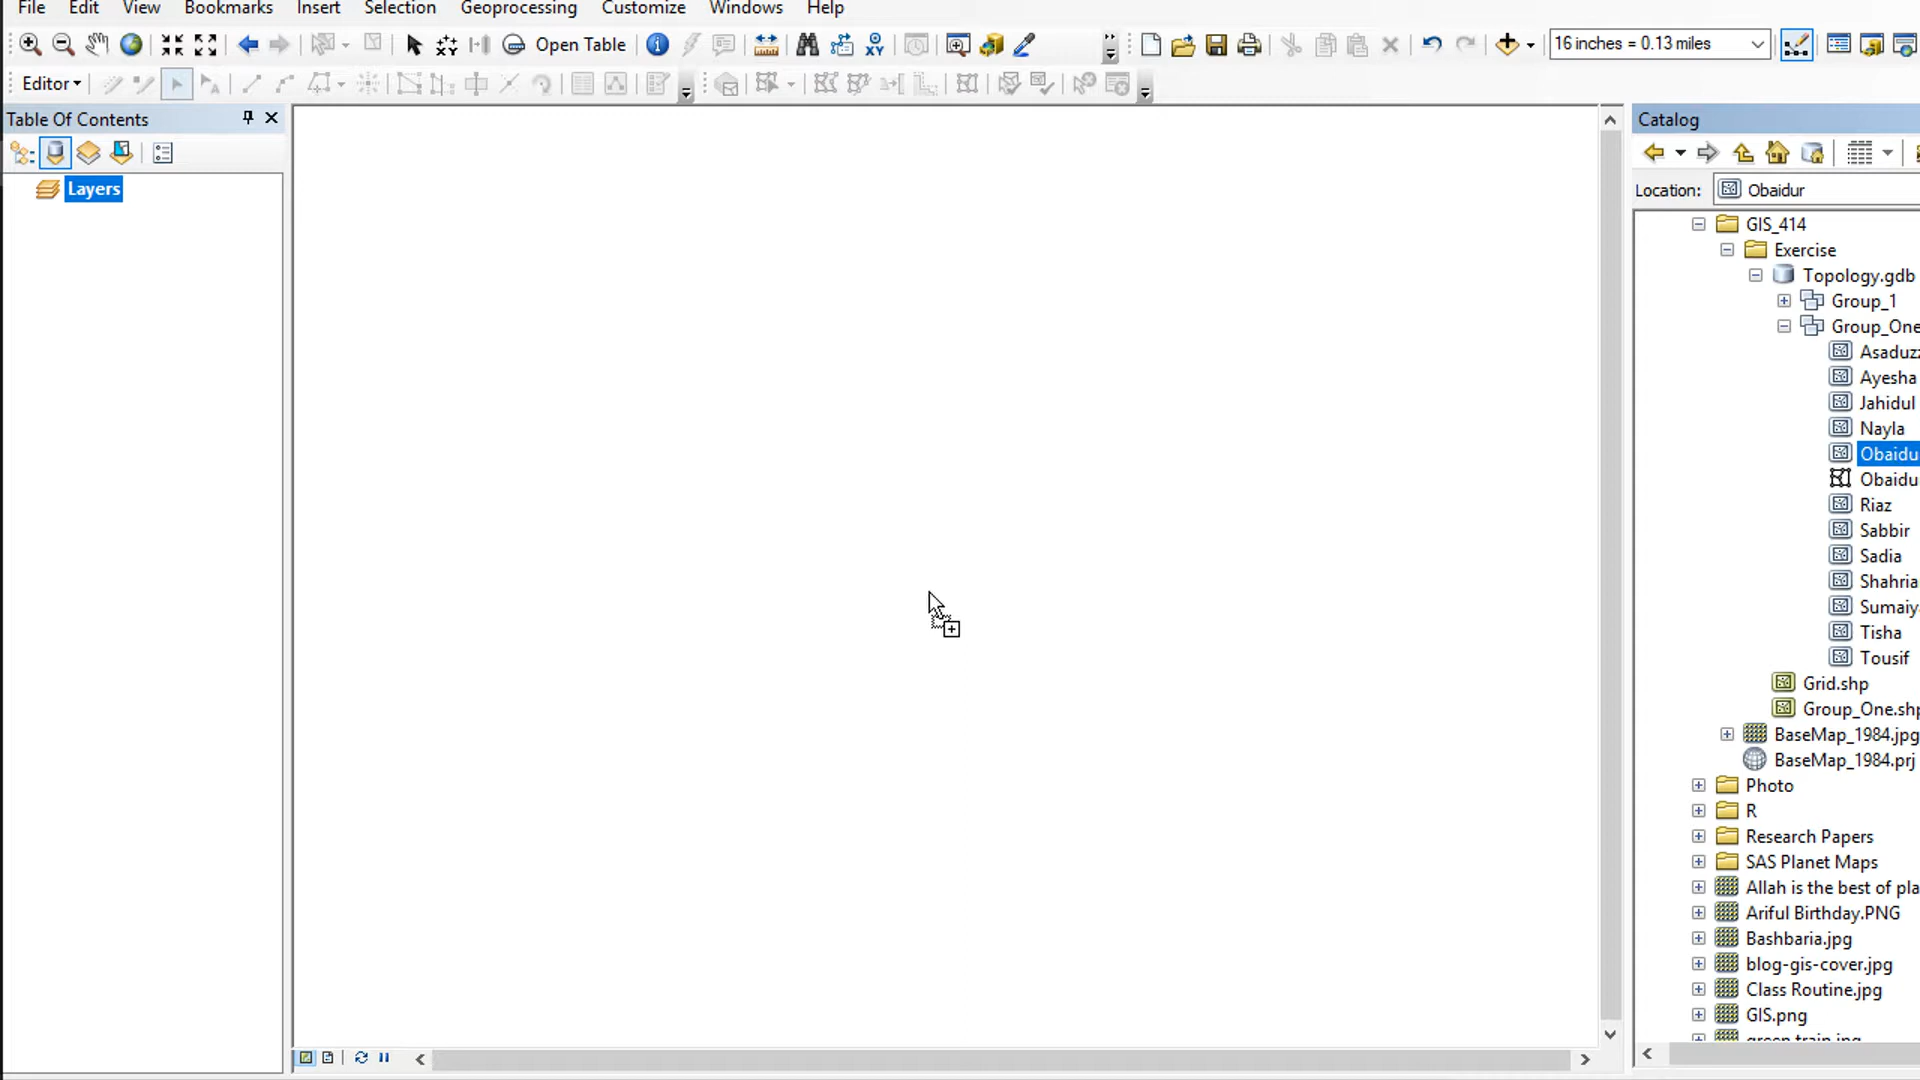 File Edit View Bookmarks Insert Selection Geoprocessing Customize Windows Help
Open Table 16 inches = 0.13 miles
Editor
Table Of Contents
Layers
Catalog
Location: Obaidur
GIS_414
Exercise
Topology.gdb
Group_1
Group_One
Asaduzz
Ayesha
Jahidul
Nayla
Obaidur
Obaidu
Riaz
Sabbir
Sadia
Shahria
Sumaiy
Tisha
Tousif
Grid.shp
Group_One.shp
BaseMap_1984.jpg
BaseMap_1984.prj
Photo
R
Research Papers
SAS Planet Maps
Allah is the best of pla
Ariful Birthday.PNG
Bashbaria.jpg
blog-gis-cover.jpg
Class Routine.jpg
GIS.png